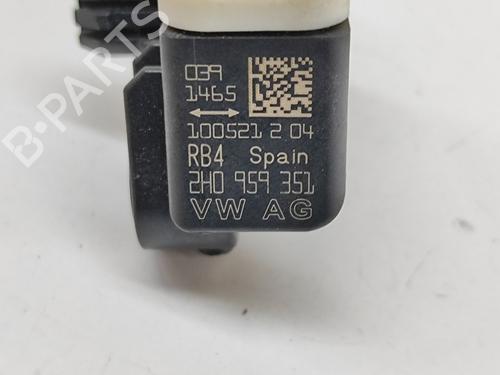 039
1465
100521 2 04
RB4 Spain
2H0 959 351
VW AG
B-PARTS